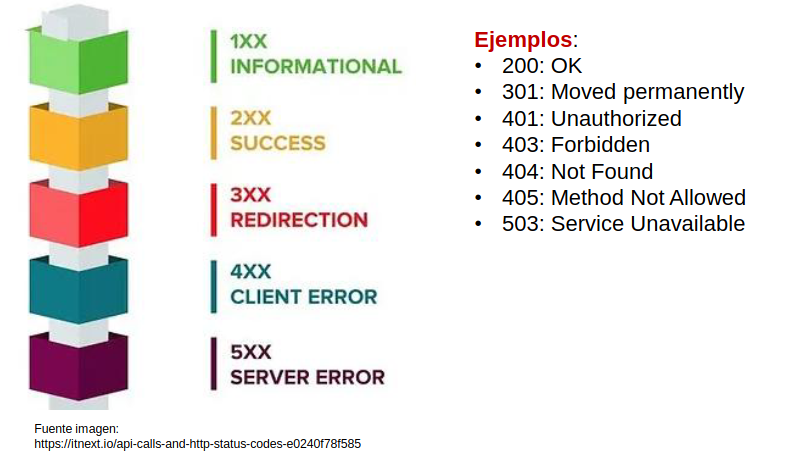 1XX
INFORMATIONAL
2XX
SUCCESS
3XX
REDIRECTION
4XX
CLIENT ERROR
5XX
SERVER ERROR
Ejemplos:
• 200: OK
• 301: Moved permanently
• 401: Unauthorized
• 403: Forbidden
• 404: Not Found
• 405: Method Not Allowed
• 503: Service Unavailable
Fuente imagen:
https://itnext.io/api-calls-and-http-status-codes-e0240f78f585